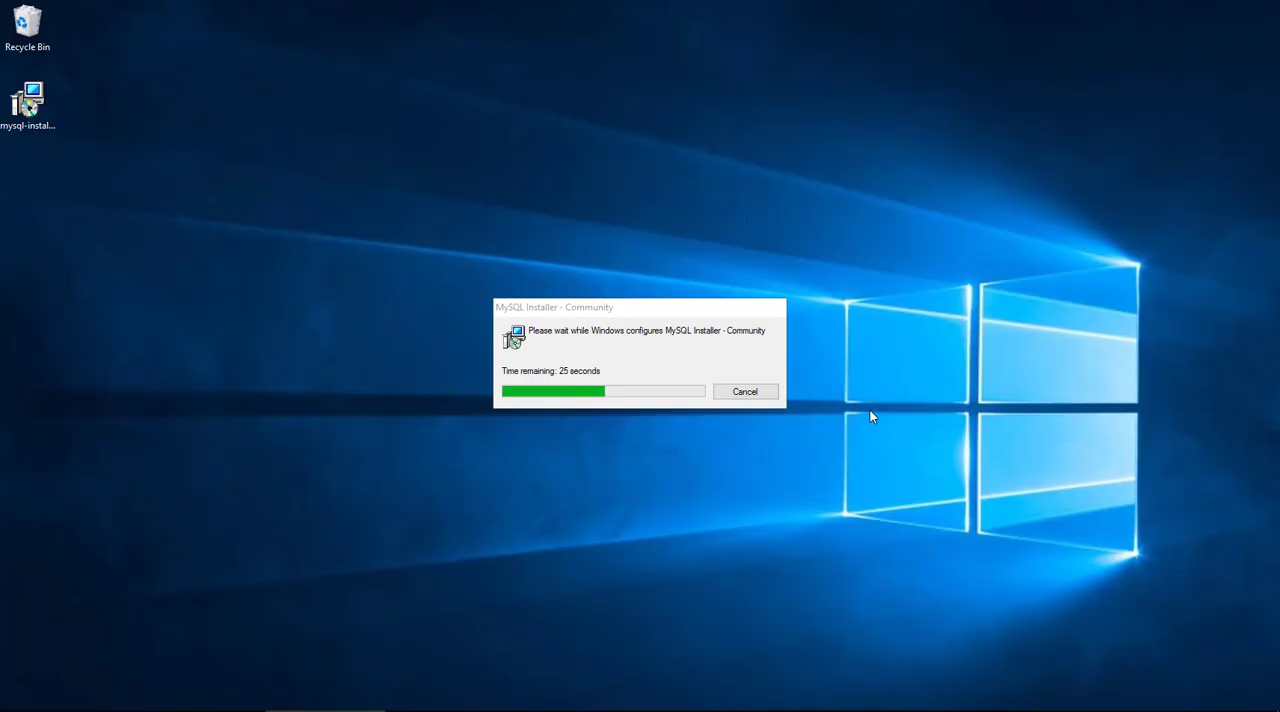 Recycle Bin
mysql-instal...
MySQL Installer - Community
Please wait while Windows configures MySQL Installer - Community
Time remaining: 25 seconds
Cancel